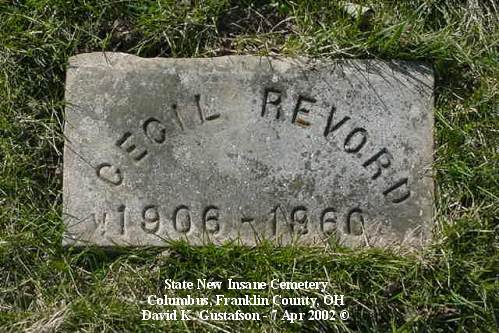 CECIL REVORD
1906-1960
State New Insane Cemetery
Columbus, Franklin County, OH
David K. Gustafson - 7 Apr 2002 ©